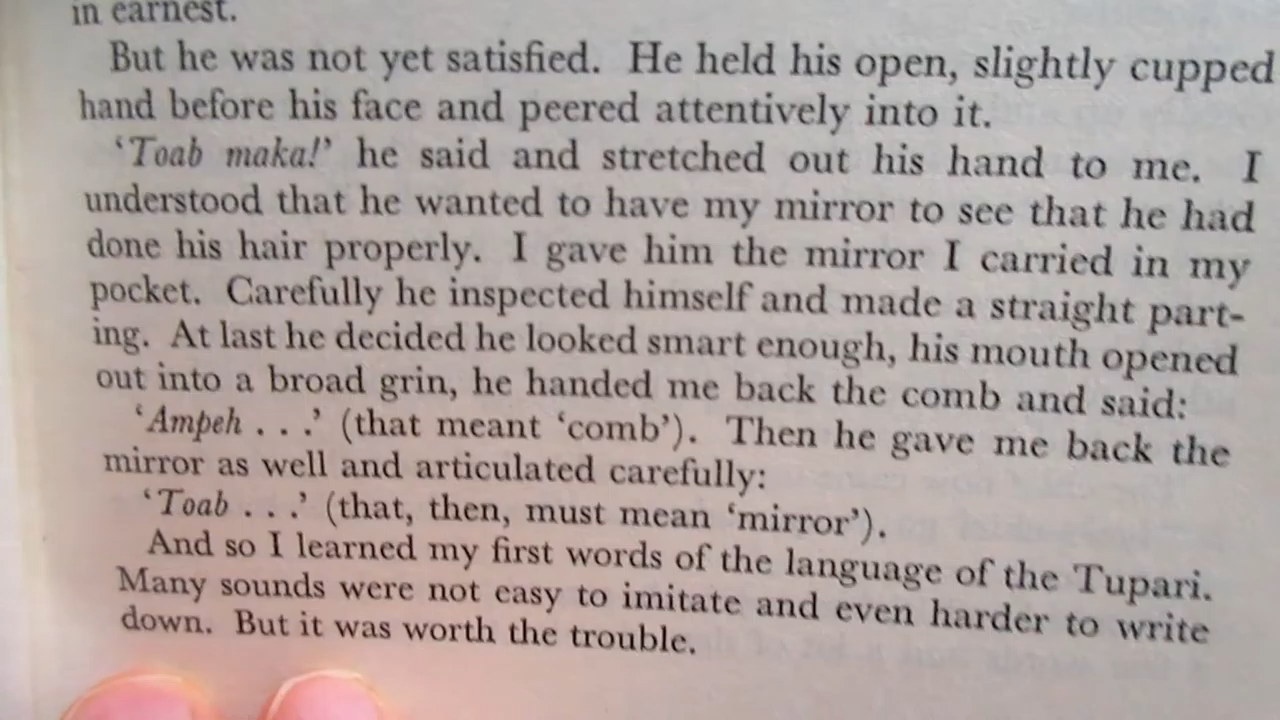 in earnest.
But he was not yet satisfied. He held his open, slightly cupped
hand before his face and peered attentively into it.
‘Toab maka!’ he said and stretched out his hand to me. I
understood that he wanted to have my mirror to see that he had
done his hair properly. I gave him the mirror I carried in my
pocket. Carefully he inspected himself and made a straight part-
ing. At last he decided he looked smart enough, his mouth opened
out into a broad grin, he handed me back the comb and said:
‘Ampeh . . .’ (that meant ‘comb’). Then he gave me back the
mirror as well and articulated carefully:
‘Toab . . .’ (that, then, must mean ‘mirror’).
And so I learned my first words of the language of the Tupari.
Many sounds were not easy to imitate and even harder to write
down. But it was worth the trouble.